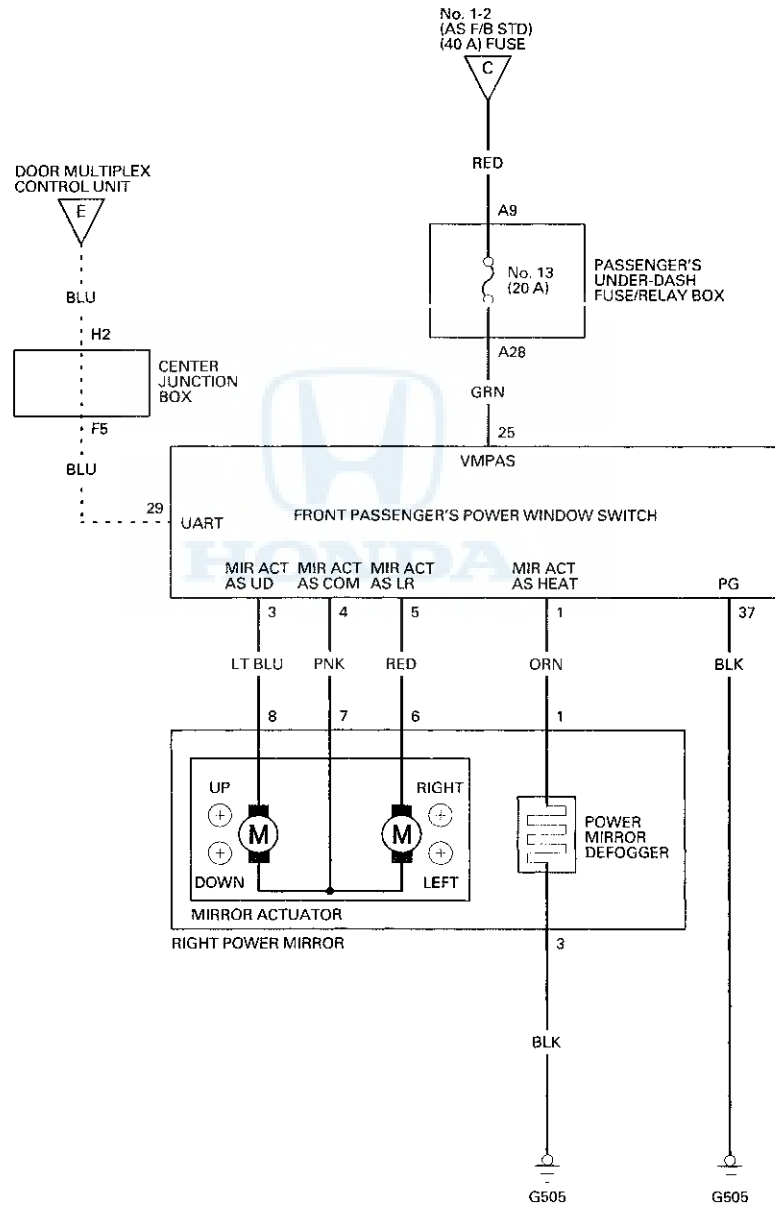 No. 1-2
(AS F/B STD)
(40 A) FUSE
C
RED
DOOR MULTIPLEX
CONTROL UNIT
E
A9
No. 13
(20 A)
PASSENGER'S
UNDER-DASH
FUSE/RELAY BOX
BLU
H2
A28
CENTER
JUNCTION
BOX
GRN
F5
25
BLU
VMPAS
29
UART
FRONT PASSENGER'S POWER WINDOW SWITCH
HONDA
MIR ACT
AS UD
MIR ACT
AS COM
MIR ACT
AS LR
MIR ACT
AS HEAT
PG
3
4
5
1
37
LT BLU
PNK
RED
ORN
BLK
8
7
6
1
UP
RIGHT
M
M
POWER
MIRROR
DEFOGGER
DOWN
LEFT
MIRROR ACTUATOR
RIGHT POWER MIRROR
3
BLK
G505
G505